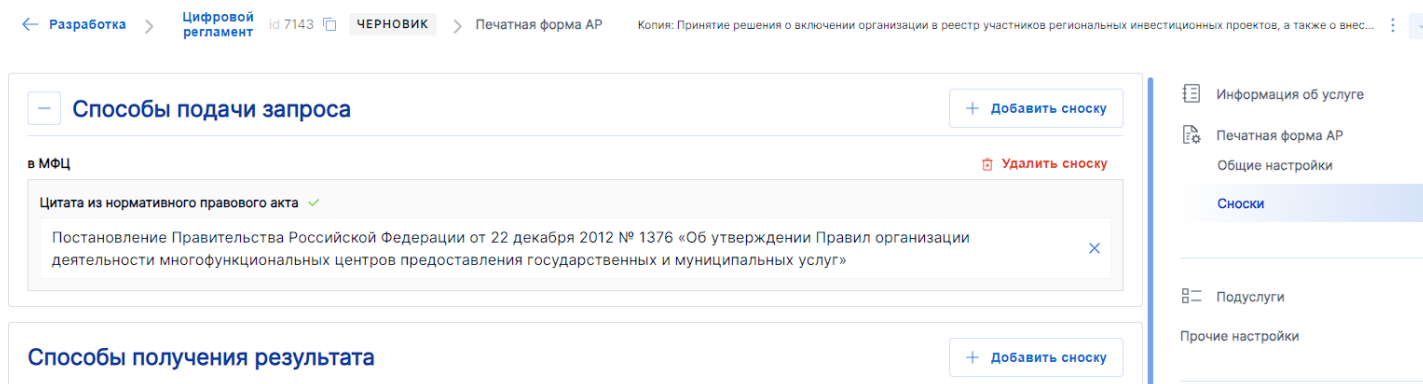 Разработка
Цифровой
регламент
id 7143
ЧЕРНОВИК
Печатная форма АР
Копия: Принятие решения о включении организации в реестр участников региональных инвестиционных проектов, а также о внес...
Способы подачи запроса
Добавить сноску
в МФЦ
Удалить сноску
Цитата из нормативного правового акта
Постановление Правительства Российской Федерации от 22 декабря 2012 № 1376 «Об утверждении Правил организации
деятельности многофункциональных центров предоставления государственных и муниципальных услуг»
Способы получения результата
Добавить сноску
Информация об услуге
Печатная форма АР
Общие настройки
Сноски
Подуслуги
Прочие настройки